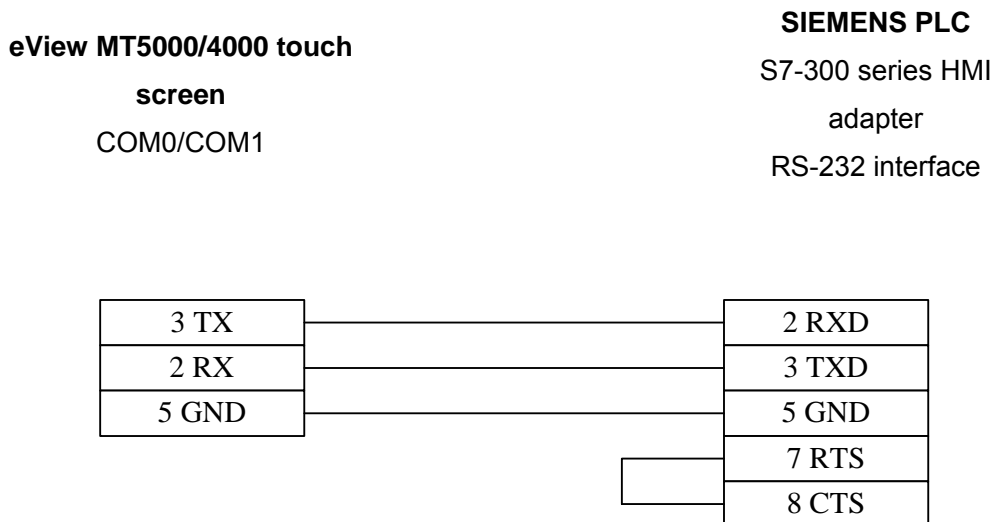 eView MT5000/4000 touch
screen
COM0/COM1
SIEMENS PLC
S7-300 series HMI
adapter
RS-232 interface
3 TX
2 RX
5 GND
2 RXD
3 TXD
5 GND
7 RTS
8 CTS